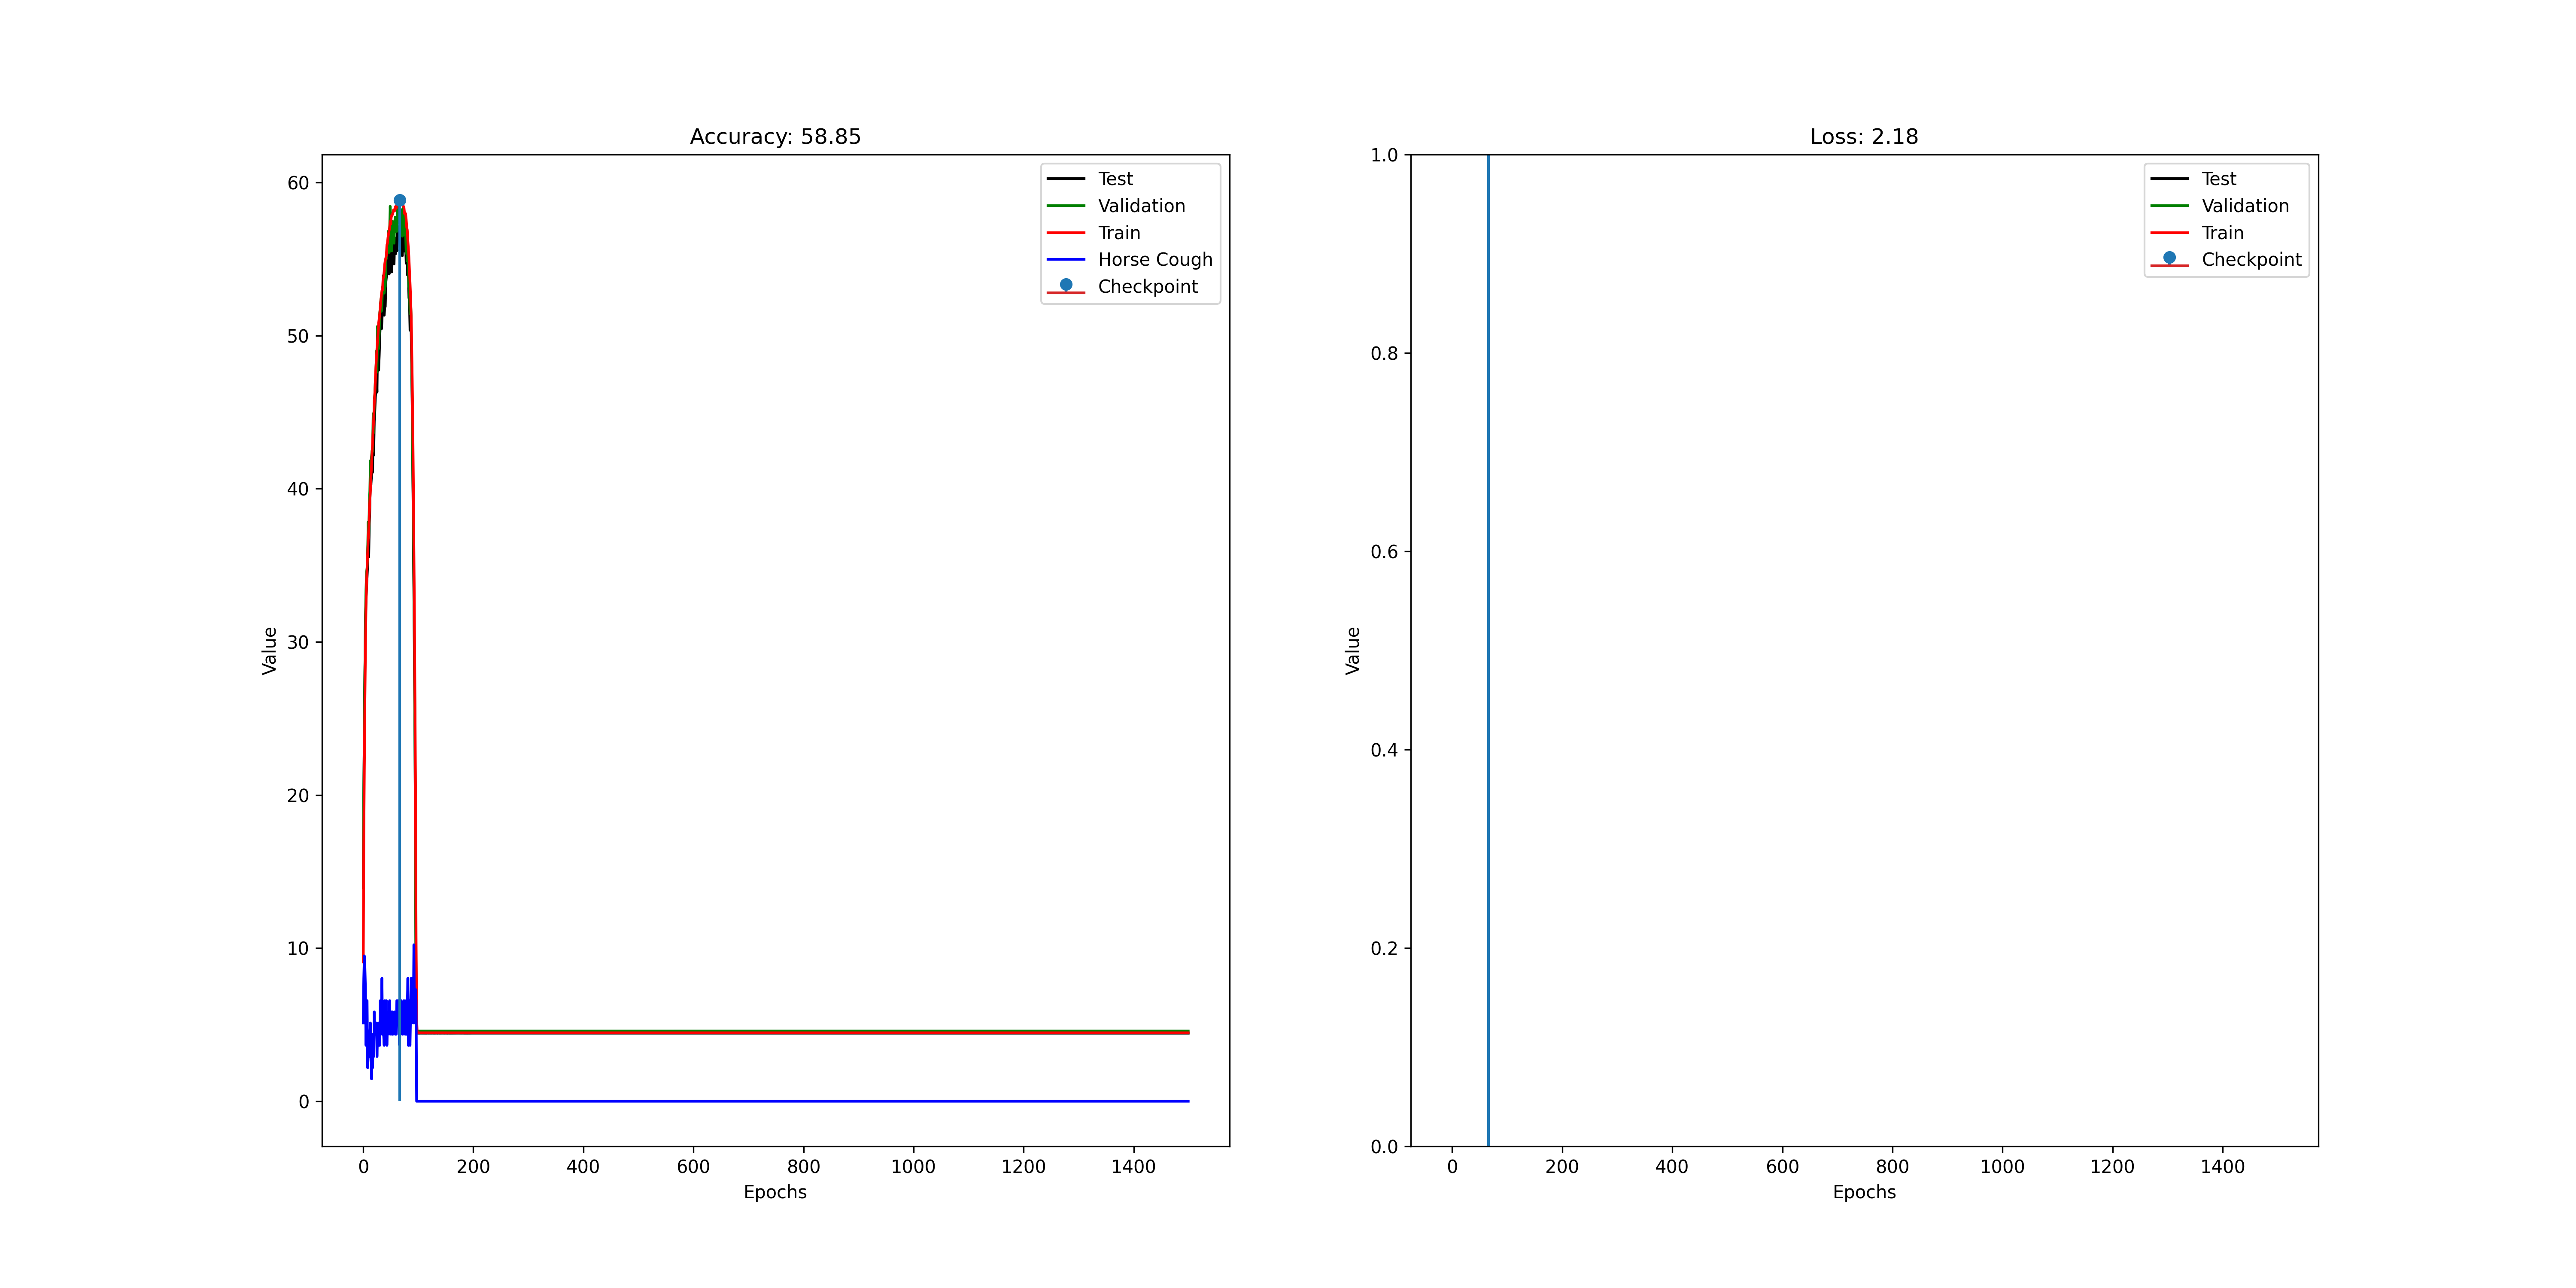 Accuracy: 58.85
Test
Validation
Train
Horse Cough
Checkpoint
60
50
40
30
20
10
0
Value
0 200 400 600 800 1000 1200 1400
Epochs
Loss: 2.18
Test
Validation
Train
Checkpoint
1.0
0.8
0.6
0.4
0.2
0.0
Value
0 200 400 600 800 1000 1200 1400
Epochs